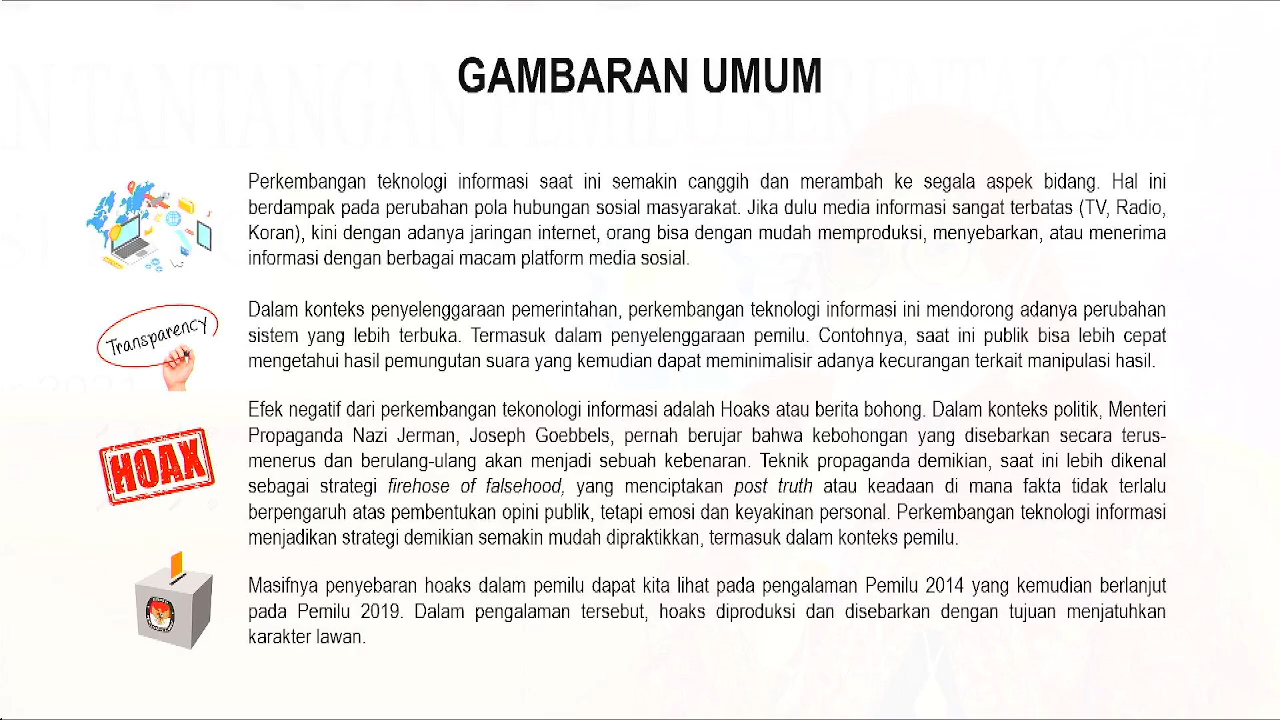 GAMBARAN UMUM
Perkembangan teknologi informasi saat ini semakin canggih dan merambah ke segala aspek bidang. Hal ini
berdampak pada perubahan pola hubungan sosial masyarakat. Jika dulu media informasi sangat terbatas (TV, Radio,
Koran), kini dengan adanya jaringan internet, orang bisa dengan mudah memproduksi, menyebarkan, atau menerima
informasi dengan berbagai macam platform media sosial.
Transparency
Dalam konteks penyelenggaraan pemerintahan, perkembangan teknologi informasi ini mendorong adanya perubahan
sistem yang lebih terbuka. Termasuk dalam penyelenggaraan pemilu. Contohnya, saat ini publik bisa lebih cepat
mengetahui hasil pemungutan suara yang kemudian dapat meminimalisir adanya kecurangan terkait manipulasi hasil.
HOAX
Efek negatif dari perkembangan tekonologi informasi adalah Hoaks atau berita bohong. Dalam konteks politik, Menteri
Propaganda Nazi Jerman, Joseph Goebbels, pernah berujar bahwa kebohongan yang disebarkan secara terus-
menerus dan berulang-ulang akan menjadi sebuah kebenaran. Teknik propaganda demikian, saat ini lebih dikenal
sebagai strategi firehose of falsehood, yang menciptakan post truth atau keadaan di mana fakta tidak terlalu
berpengaruh atas pembentukan opini publik, tetapi emosi dan keyakinan personal. Perkembangan teknologi informasi
menjadikan strategi demikian semakin mudah dipraktikkan, termasuk dalam konteks pemilu.
Masifnya penyebaran hoaks dalam pemilu dapat kita lihat pada pengalaman Pemilu 2014 yang kemudian berlanjut
pada Pemilu 2019. Dalam pengalaman tersebut, hoaks diproduksi dan disebarkan dengan tujuan menjatuhkan
karakter lawan.